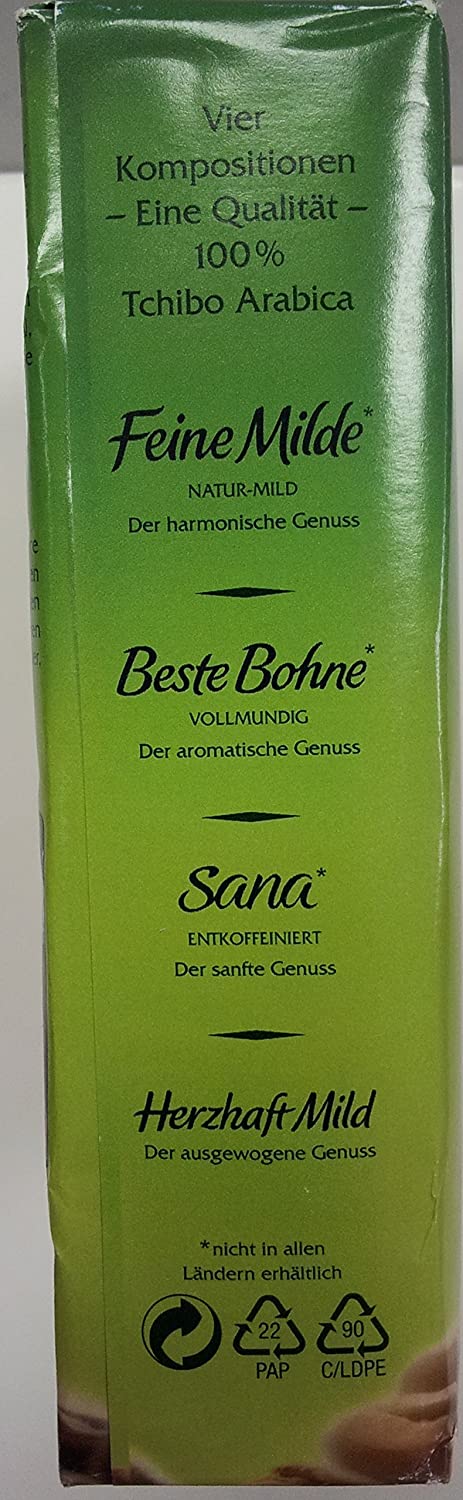 Vier
Kompositionen
– Eine Qualität –
100%
Tchibo Arabica
Feine Milde*
NATUR-MILD
Der harmonische Genuss
Beste Bohne*
VOLLMUNDIG
Der aromatische Genuss
Sana*
ENTKOFFEINIERT
Der sanfte Genuss
Herzhaft Mild
Der ausgewogene Genuss
*nicht in allen
Ländern erhältlich
22 90
PAP C/LDPE